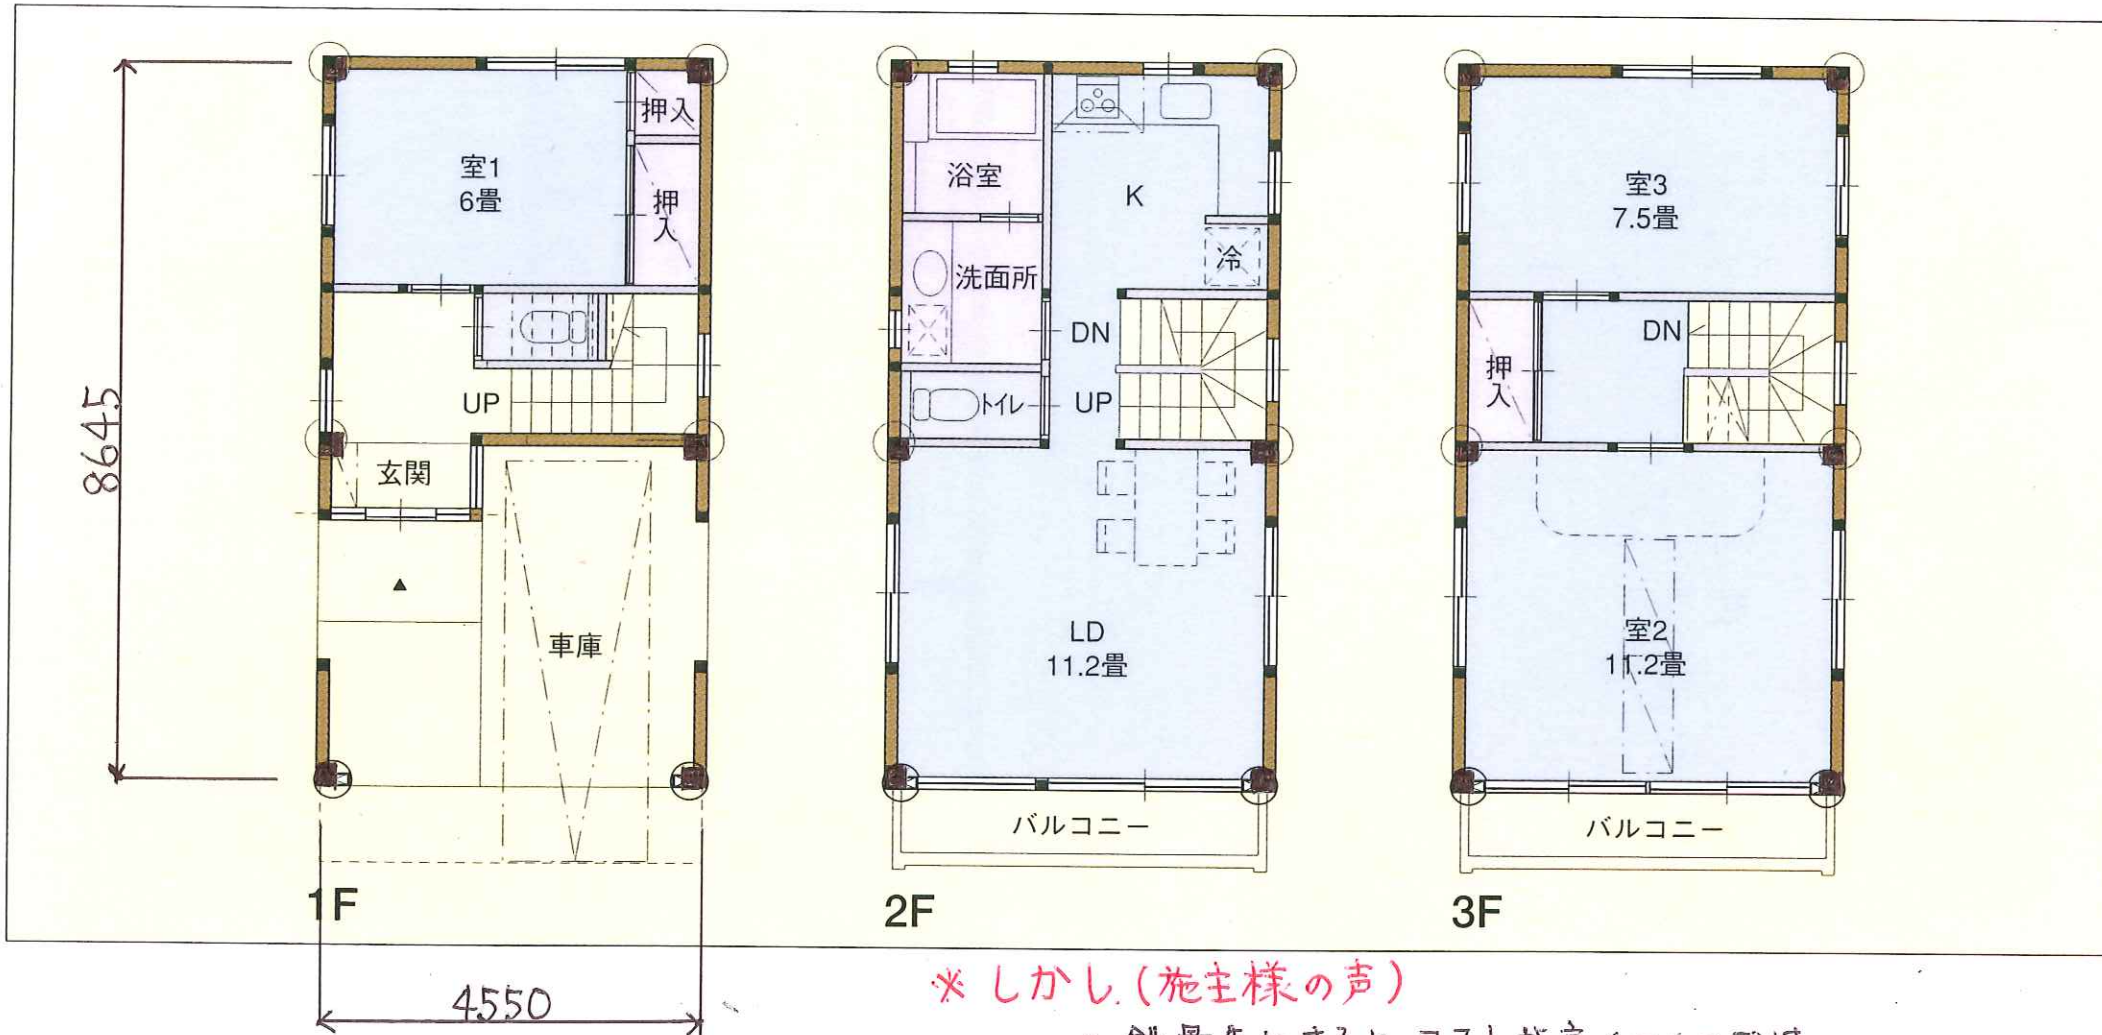 押入
室1
6畳
押
入
UP
玄関
車庫
1F
浴室
K
冷
洗面所
DN
トイレ
UP
LD
11.2畳
バルコニー
2F
室3
7.5畳
DN
押
入
室2
11.2畳
バルコニー
3F
8645
4550
※しかし.(施主様の声)